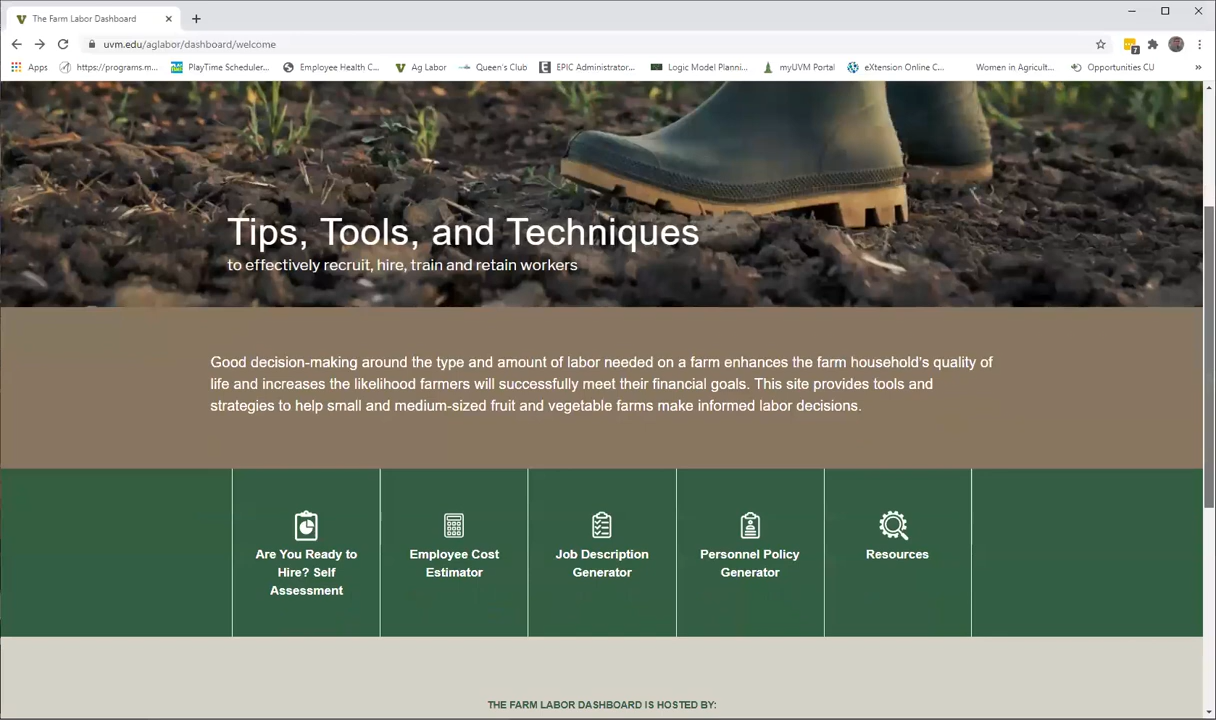 The Farm Labor Dashboard
uvm.edu/aglabor/dashboard/welcome
7
Apps
https://programs.m...
PlayTime Scheduler...
Employee Health C...
Ag Labor
Queen's Club
EPIC Administrator...
Logic Model Planni...
myUVM Portal
eXtension Online C...
Women in Agricult...
Opportunities CU
»
Tips, Tools, and Techniques
to effectively recruit, hire, train and retain workers
Good decision-making around the type and amount of labor needed on a farm enhances the farm household's quality of
life and increases the likelihood farmers will successfully meet their financial goals. This site provides tools and
strategies to help small and medium-sized fruit and vegetable farms make informed labor decisions.
Are You Ready to
Hire? Self
Assessment
Employee Cost
Estimator
Job Description
Generator
Personnel Policy
Generator
Resources
THE FARM LABOR DASHBOARD IS HOSTED BY: